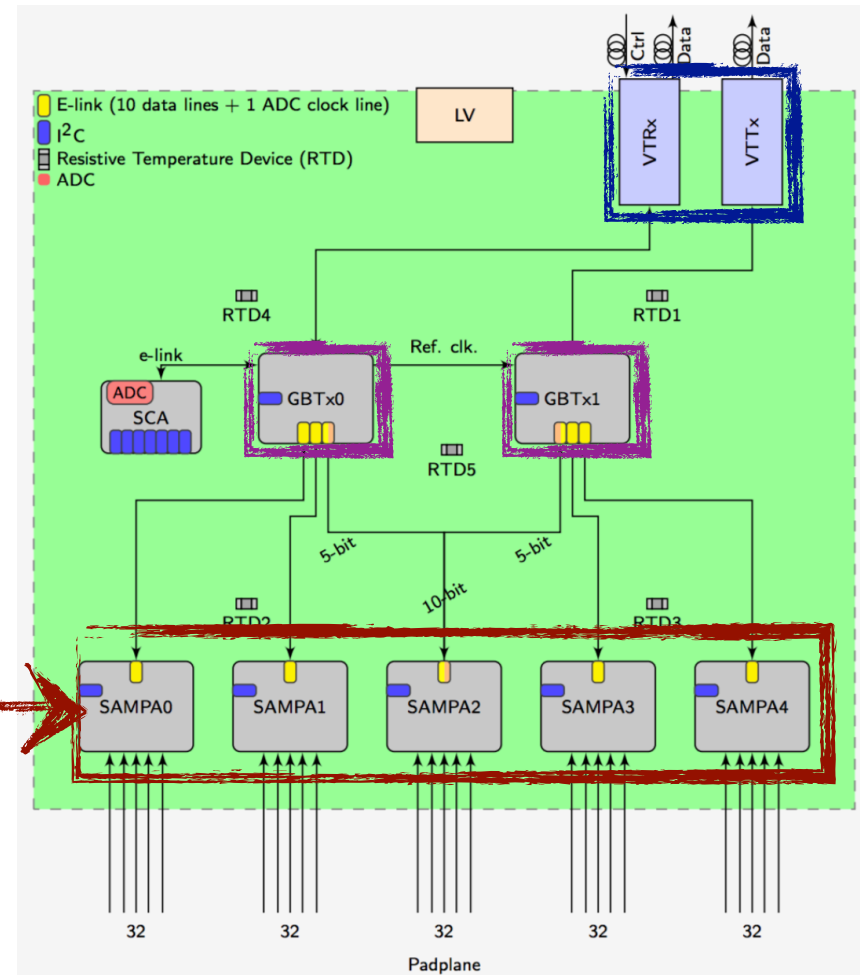 Ctrl
Data
Data
E-link (10 data lines + 1 ADC clock line)
I²C
Resistive Temperature Device (RTD)
ADC
LV
VTRx
VTTx
RTD4
RTD1
e-link
Ref. clk.
ADC
SCA
GBTx0
GBTx1
RTD5
5-bit
5-bit
10-bit
RTD2
RTD3
SAMPA0
SAMPA1
SAMPA2
SAMPA3
SAMPA4
32
32
32
32
32
Padplane